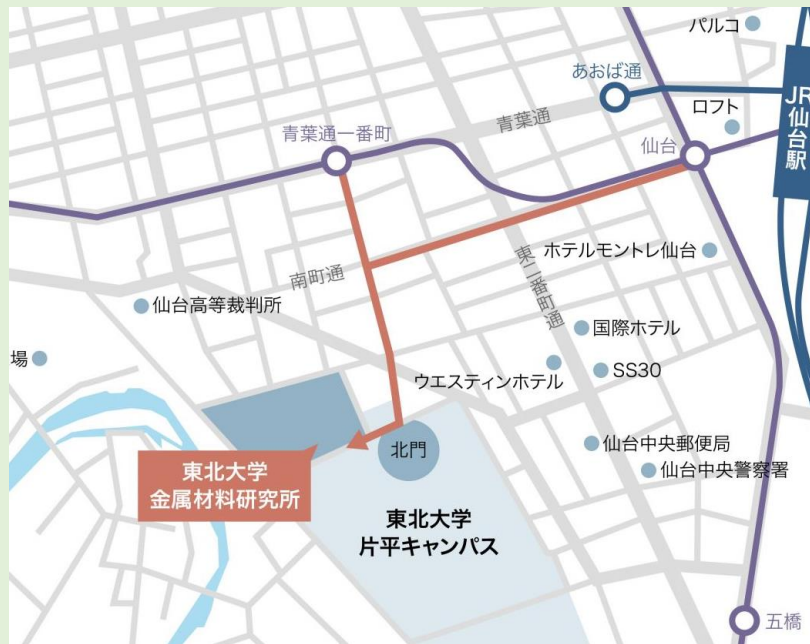 パルコ
あおば通
ロフト
JR仙台駅
青葉通
青葉通一番町
仙台
ホテルモントレ仙台
南町通
東二番町通
仙台高等裁判所
国際ホテル
場
ウエスティンホテル
SS30
北門
仙台中央郵便局
仙台中央警察署
東北大学
金属材料研究所
東北大学
片平キャンパス
五橋